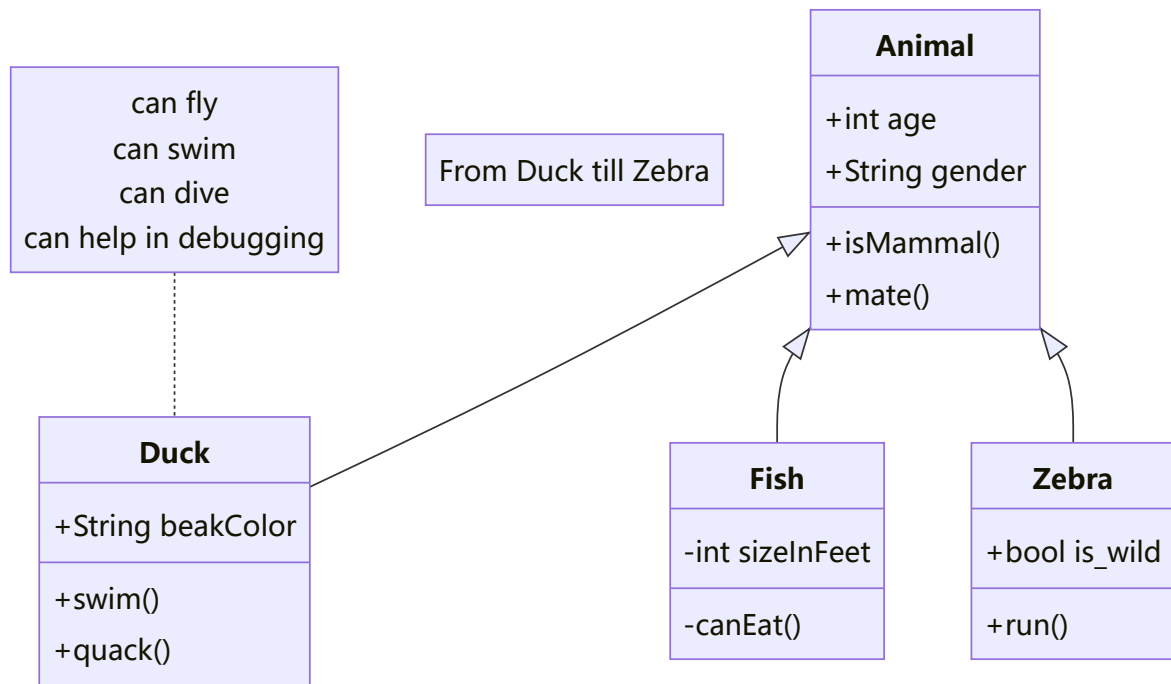 can fly
can swim
can dive
can help in debugging
From Duck till Zebra
Animal
+int age
+String gender
+isMammal()
+mate()
Duck
+String beakColor
+swim()
+quack()
Fish
-int sizeInFeet
-canEat()
Zebra
+bool is_wild
+run()